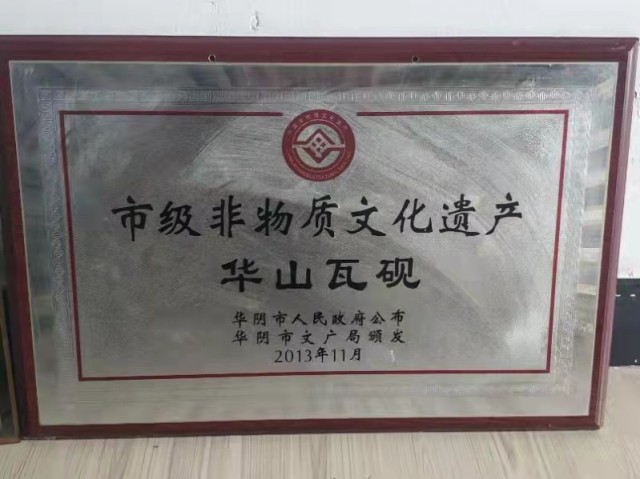 市级非物质文化遗产
华山瓦砚
华阴市人民政府公布
华阴市文广局颁发
2013年11月